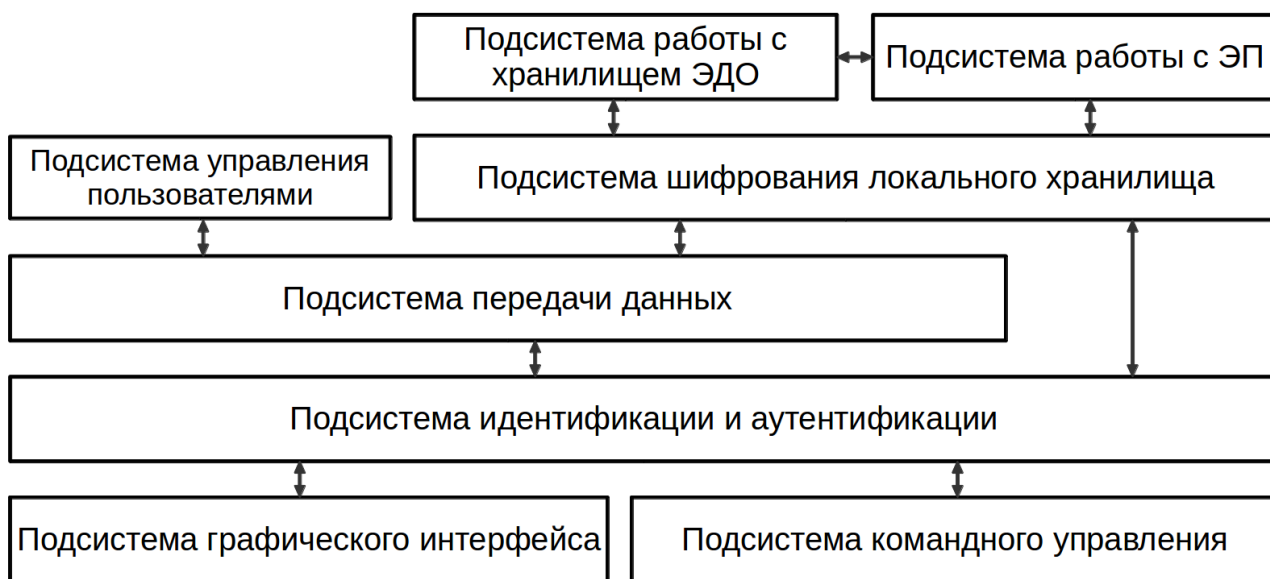 Подсистема работы с
хранилищем ЭДО
Подсистема работы с ЭП
Подсистема управления
пользователями
Подсистема шифрования локального хранилища
Подсистема передачи данных
Подсистема идентификации и аутентификации
Подсистема графического интерфейса
Подсистема командного управления